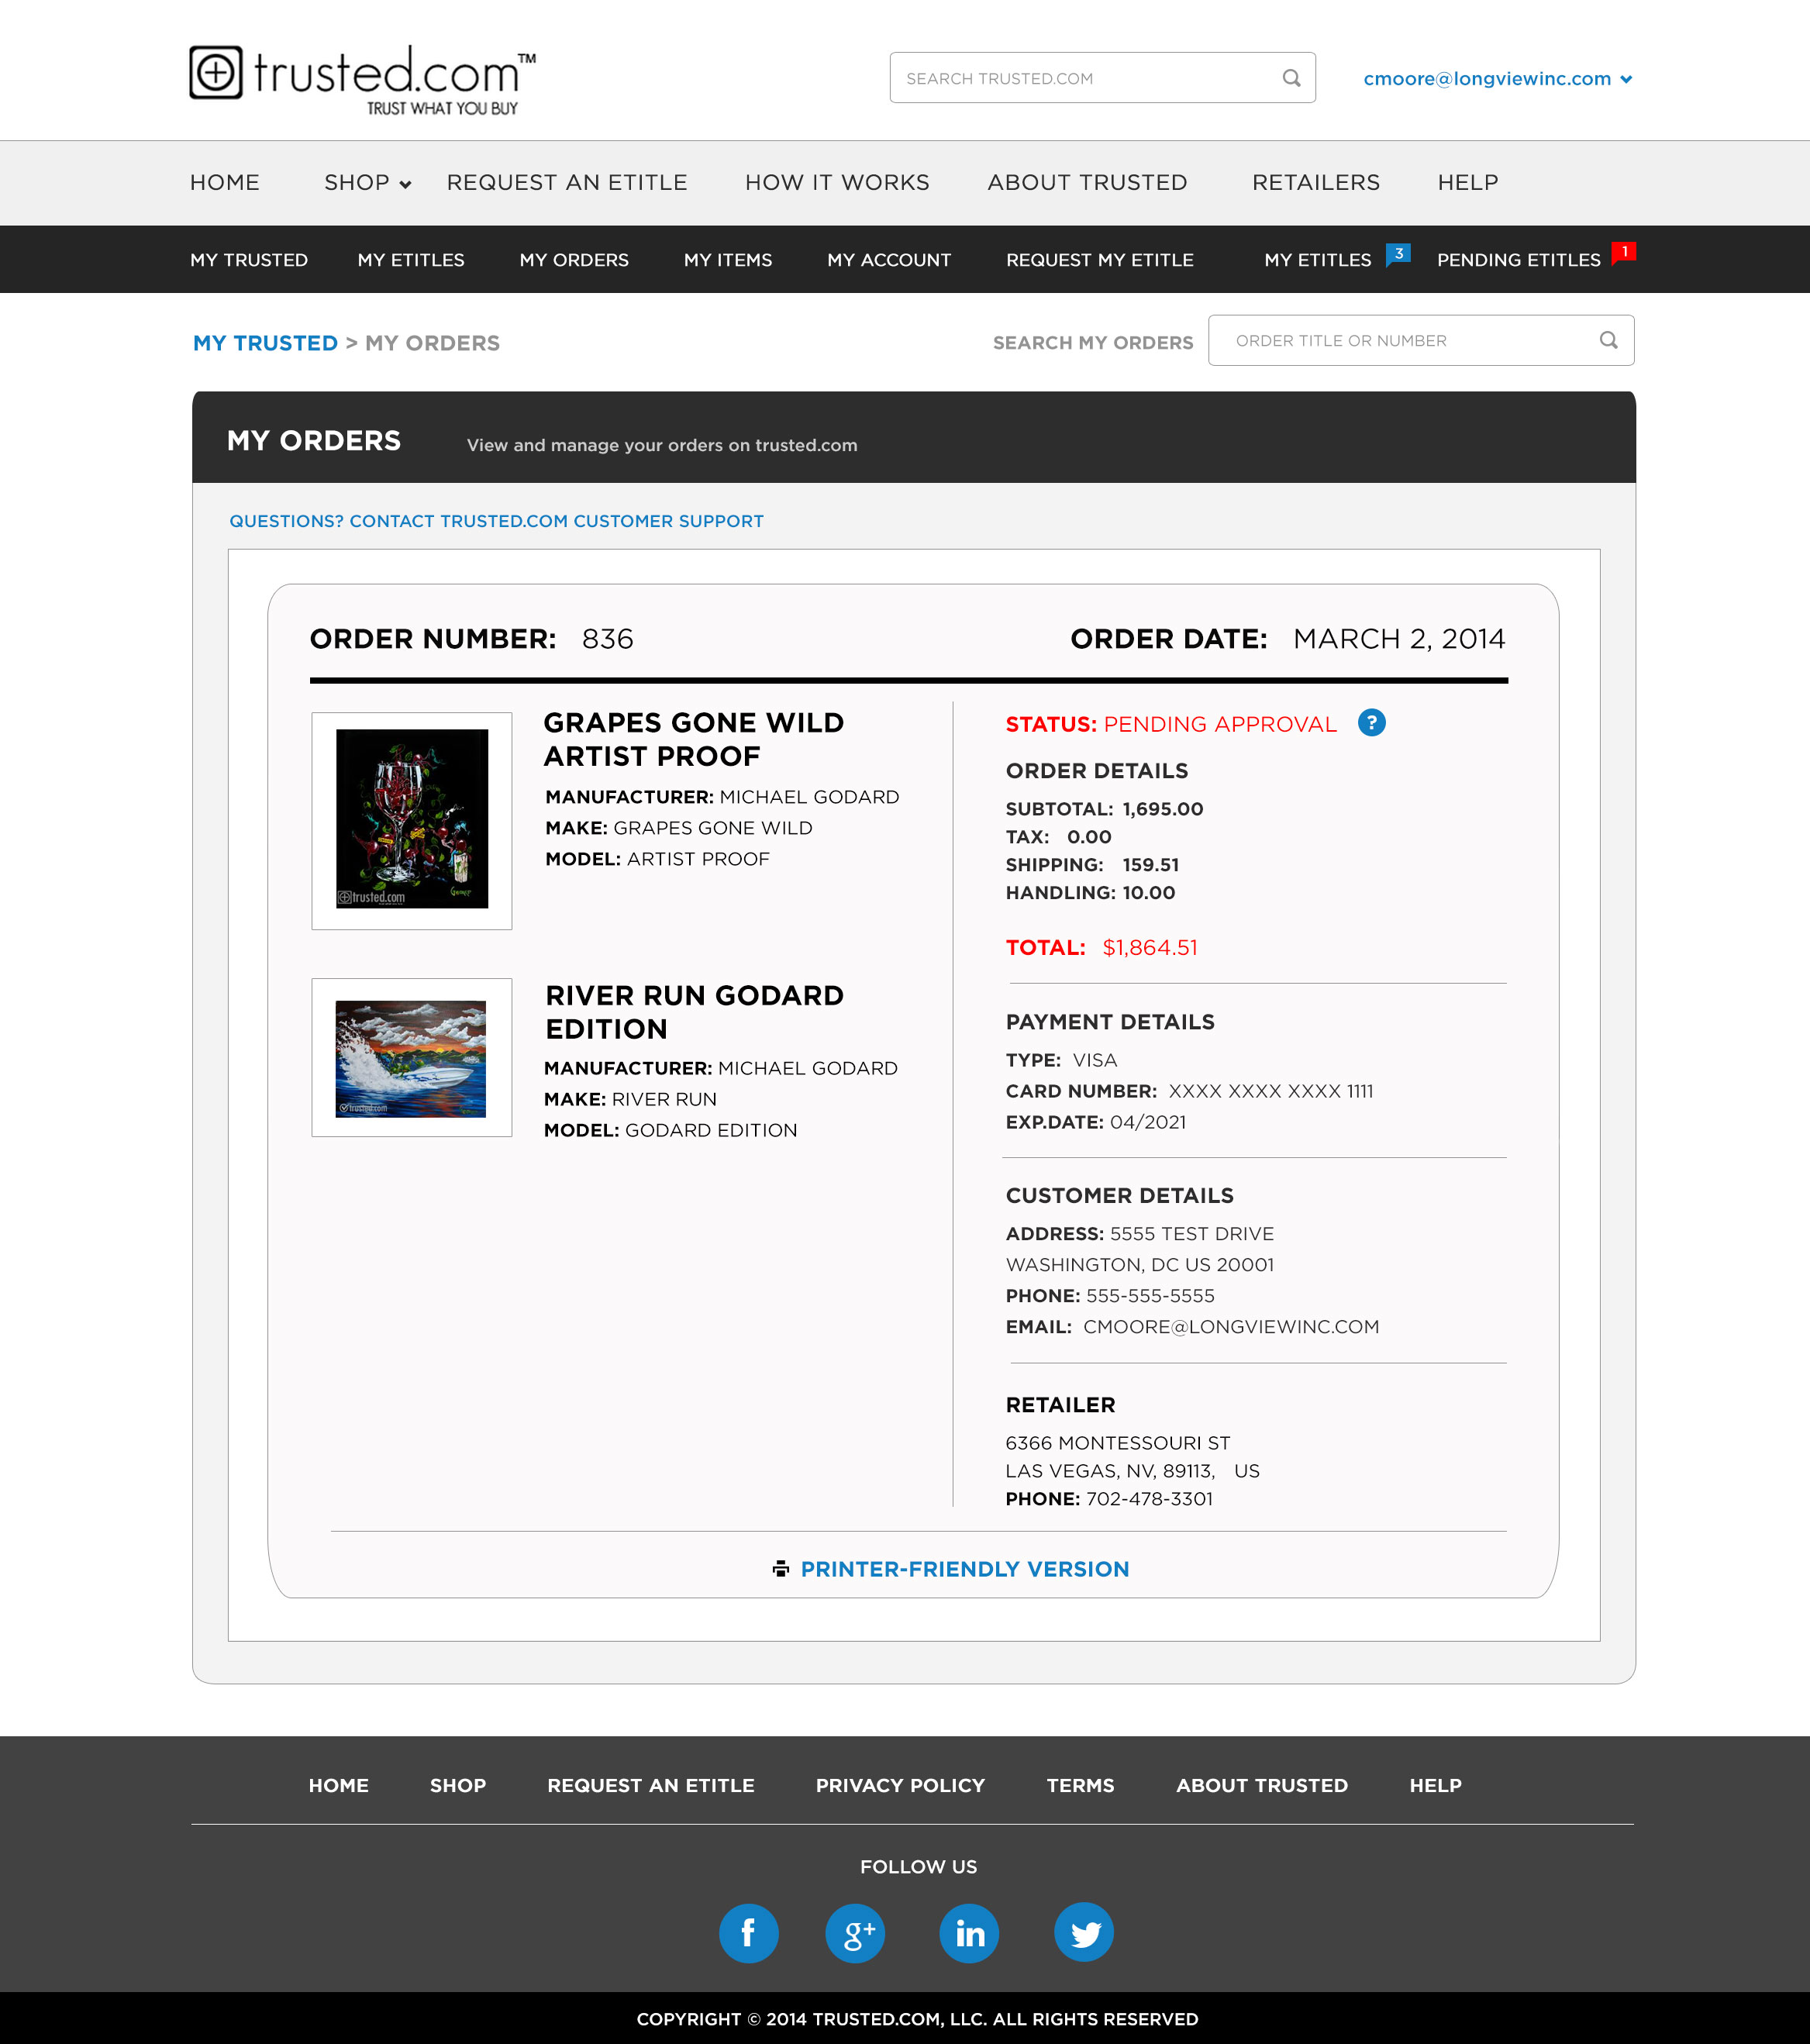 trusted.com™
TRUST WHAT YOU BUY
SEARCH TRUSTED.COM
cmoore@longviewinc.com
HOME SHOP REQUEST AN ETITLE HOW IT WORKS ABOUT TRUSTED RETAILERS HELP
MY TRUSTED MY ETITLES MY ORDERS MY ITEMS MY ACCOUNT REQUEST MY ETITLE MY ETITLES 3 PENDING ETITLES 1
MY TRUSTED > MY ORDERS
SEARCH MY ORDERS
ORDER TITLE OR NUMBER
MY ORDERS
View and manage your orders on trusted.com
QUESTIONS? CONTACT TRUSTED.COM CUSTOMER SUPPORT
ORDER NUMBER: 836
ORDER DATE: MARCH 2, 2014
trusted.com
GRAPES GONE WILD
ARTIST PROOF
MANUFACTURER: MICHAEL GODARD
MAKE: GRAPES GONE WILD
MODEL: ARTIST PROOF
trusted.com
RIVER RUN GODARD
EDITION
MANUFACTURER: MICHAEL GODARD
MAKE: RIVER RUN
MODEL: GODARD EDITION
STATUS: PENDING APPROVAL ?
ORDER DETAILS
SUBTOTAL: 1,695.00
TAX: 0.00
SHIPPING: 159.51
HANDLING: 10.00
TOTAL: $1,864.51
PAYMENT DETAILS
TYPE: VISA
CARD NUMBER: XXXX XXXX XXXX 1111
EXP.DATE: 04/2021
CUSTOMER DETAILS
ADDRESS: 5555 TEST DRIVE
WASHINGTON, DC US 20001
PHONE: 555-555-5555
EMAIL: CMOORE@LONGVIEWINC.COM
RETAILER
6366 MONTESSOURI ST
LAS VEGAS, NV, 89113, US
PHONE: 702-478-3301
PRINTER-FRIENDLY VERSION
HOME SHOP REQUEST AN ETITLE PRIVACY POLICY TERMS ABOUT TRUSTED HELP
FOLLOW US
f g+ in
COPYRIGHT © 2014 TRUSTED.COM, LLC. ALL RIGHTS RESERVED